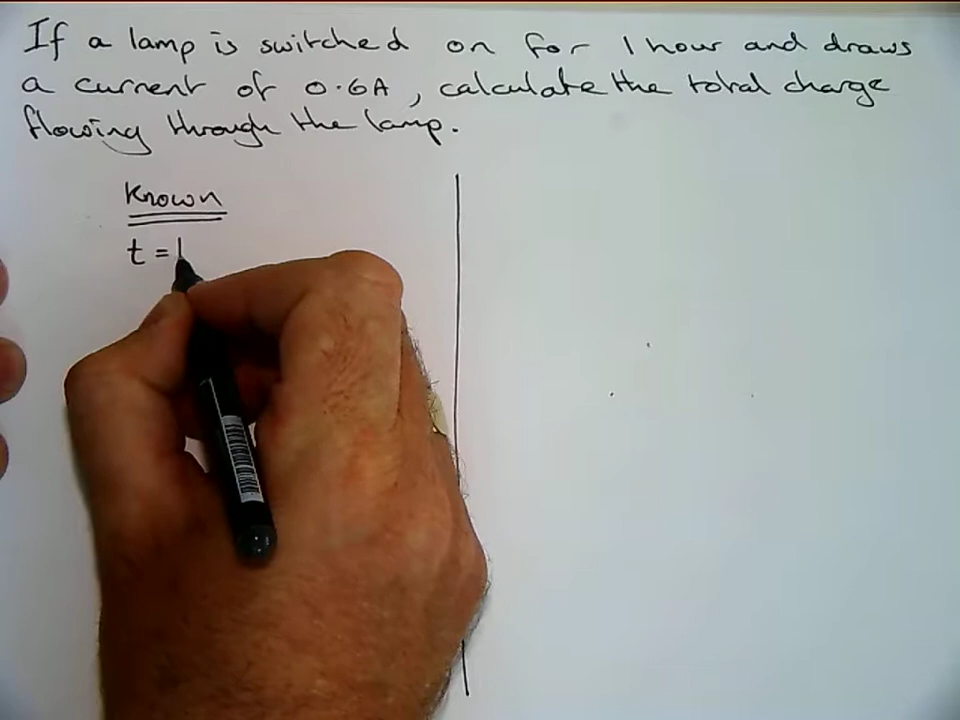 If a lamp is switched on for 1 hour and draws
a current of 0.6A, calculate the total charge
flowing through the lamp.
Known
t = 1